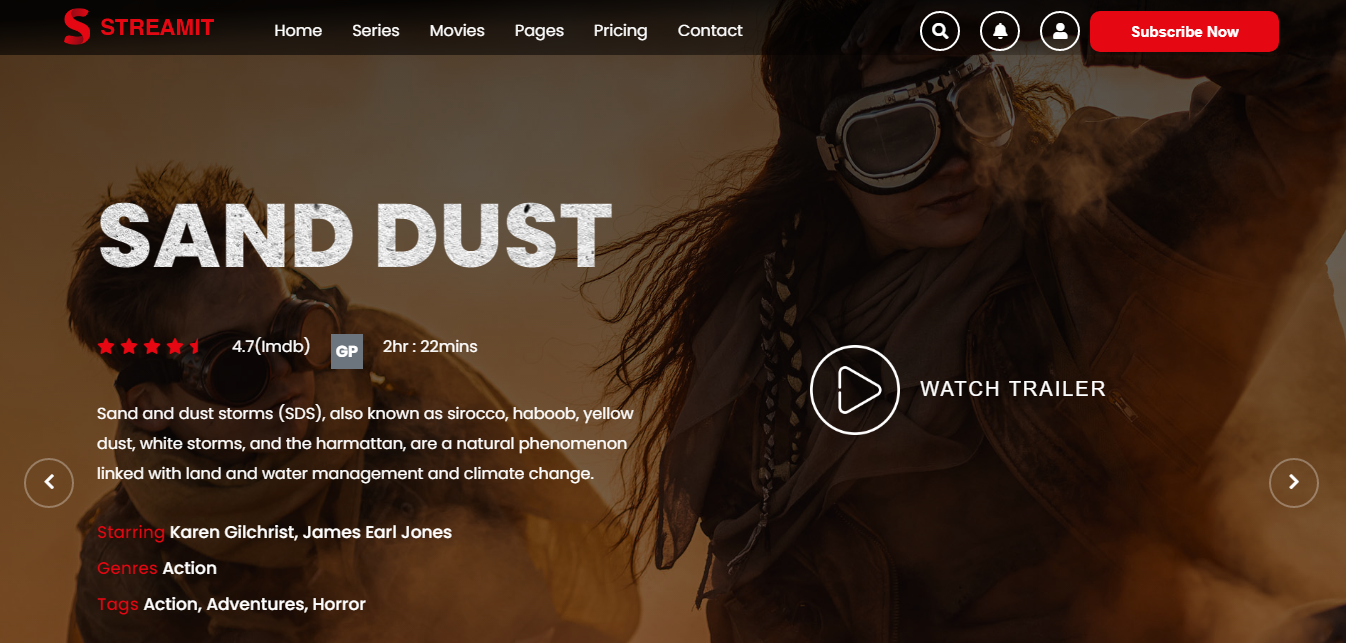 STREAMIT
Home Series Movies Pages Pricing Contact
Subscribe Now
SAND DUST
4.7(Imdb) GP 2hr : 22mins
WATCH TRAILER
Sand and dust storms (SDS), also known as sirocco, haboob, yellow
dust, white storms, and the harmattan, are a natural phenomenon
linked with land and water management and climate change.
Starring Karen Gilchrist, James Earl Jones
Genres Action
Tags Action, Adventures, Horror